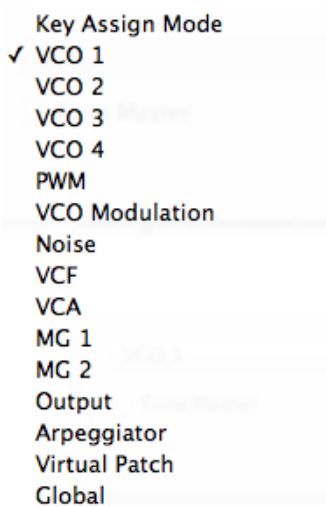 Key Assign Mode
✓ VCO 1
VCO 2
VCO 3
VCO 4
PWM
VCO Modulation
Noise
VCF
VCA
MG 1
MG 2
Output
Arpeggiator
Virtual Patch
Global